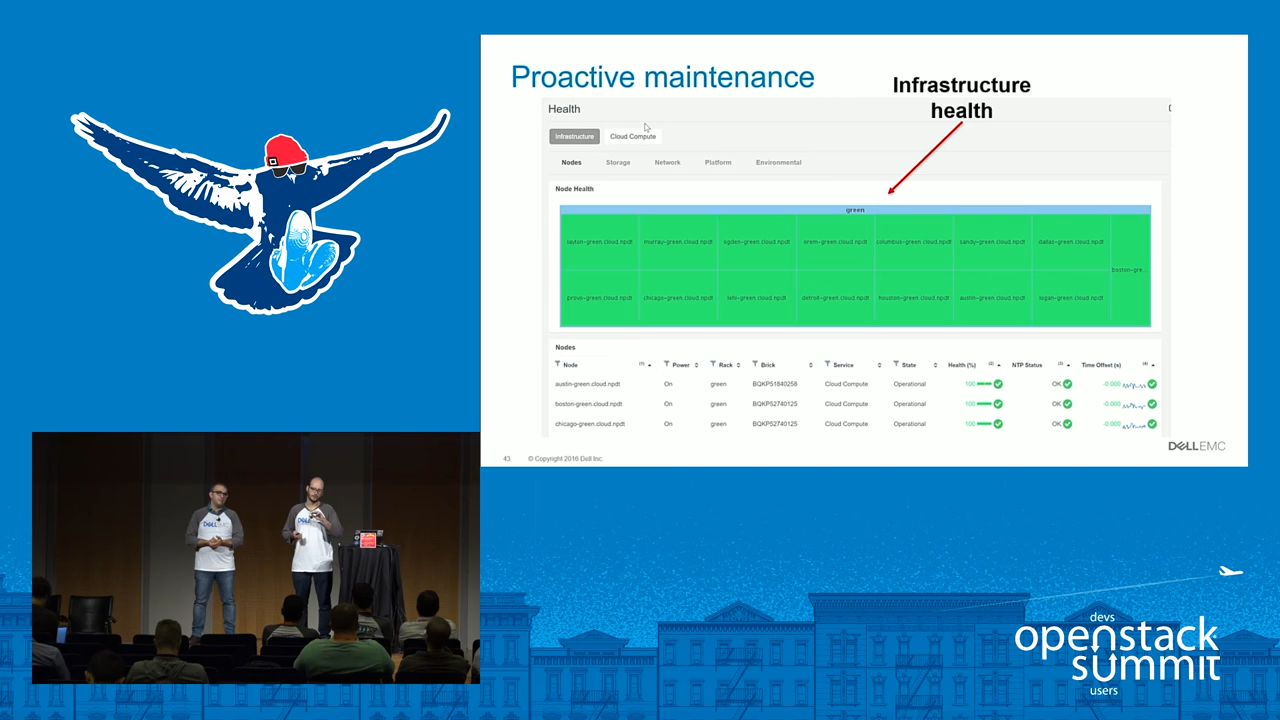 Proactive maintenance
Infrastructure
health
Health
Infrastructure Cloud Compute
Nodes Storage Network Platform Environmental
Node Health
green
layton-green.cloud.npdt murray-green.cloud.npdt ogden-green.cloud.npdt orem-green.cloud.npdt columbus-green.cloud.npdt candy-green.cloud.npdt dallas-green.cloud.npdt
boston-gre...
provo-green.cloud.npdt chicago-green.cloud.npdt lehi-green.cloud.npdt detroit-green.cloud.npdt houston-green.cloud.npdt austin-green.cloud.npdt logan-green.cloud.npdt
Nodes
Node (1) Power Rack Brick Service State Health (%) (2) NTP Status (3) Time Offset (s) (4)
austin-green.cloud.npdt On green BQKP51840258 Cloud Compute Operational 100 OK -0.000
boston-green.cloud.npdt On green BQKP52740125 Cloud Compute Operational 100 OK -0.000
chicago-green.cloud.npdt On green BQKP52740125 Cloud Compute Operational 100 OK -0.000
43 © Copyright 2016 Dell Inc.
DELLEMC
DELLEMC
devs
openstack
summit
users